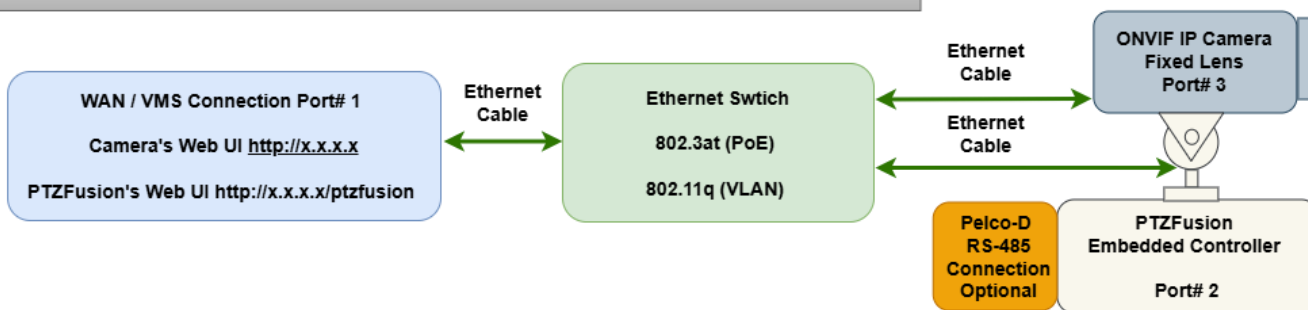 WAN / VMS Connection Port# 1
Camera's Web UI http://x.x.x.x
PTZFusion's Web UI http://x.x.x.x/ptzfusion
Ethernet
Cable
Ethernet Swtich
802.3at (PoE)
802.11q (VLAN)
Ethernet
Cable
Ethernet
Cable
ONVIF IP Camera
Fixed Lens
Port# 3
Pelco-D
RS-485
Connection
Optional
PTZFusion
Embedded Controller
Port# 2